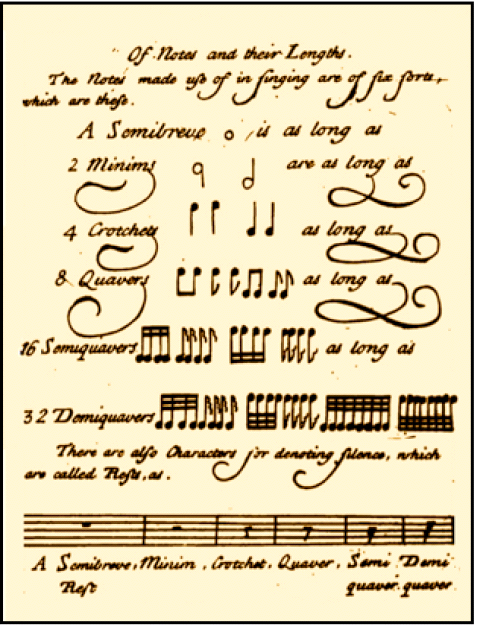 Of Notes and their Lengths.
The Notes made uſe of in ſinging are of ſix ſorts,
which are theſe.
A Semibreve is as long as
2 Minims are as long as
4 Crotchets as long as
8 Quavers as long as
16 Semiquavers as long as
32 Demiquavers
There are alſo Characters for denoting ſilence, which
are called Reſts, as.
A Semibreve, Minim, Crotchet, Quaver, Semi Demi
Reſt quaver. quaver